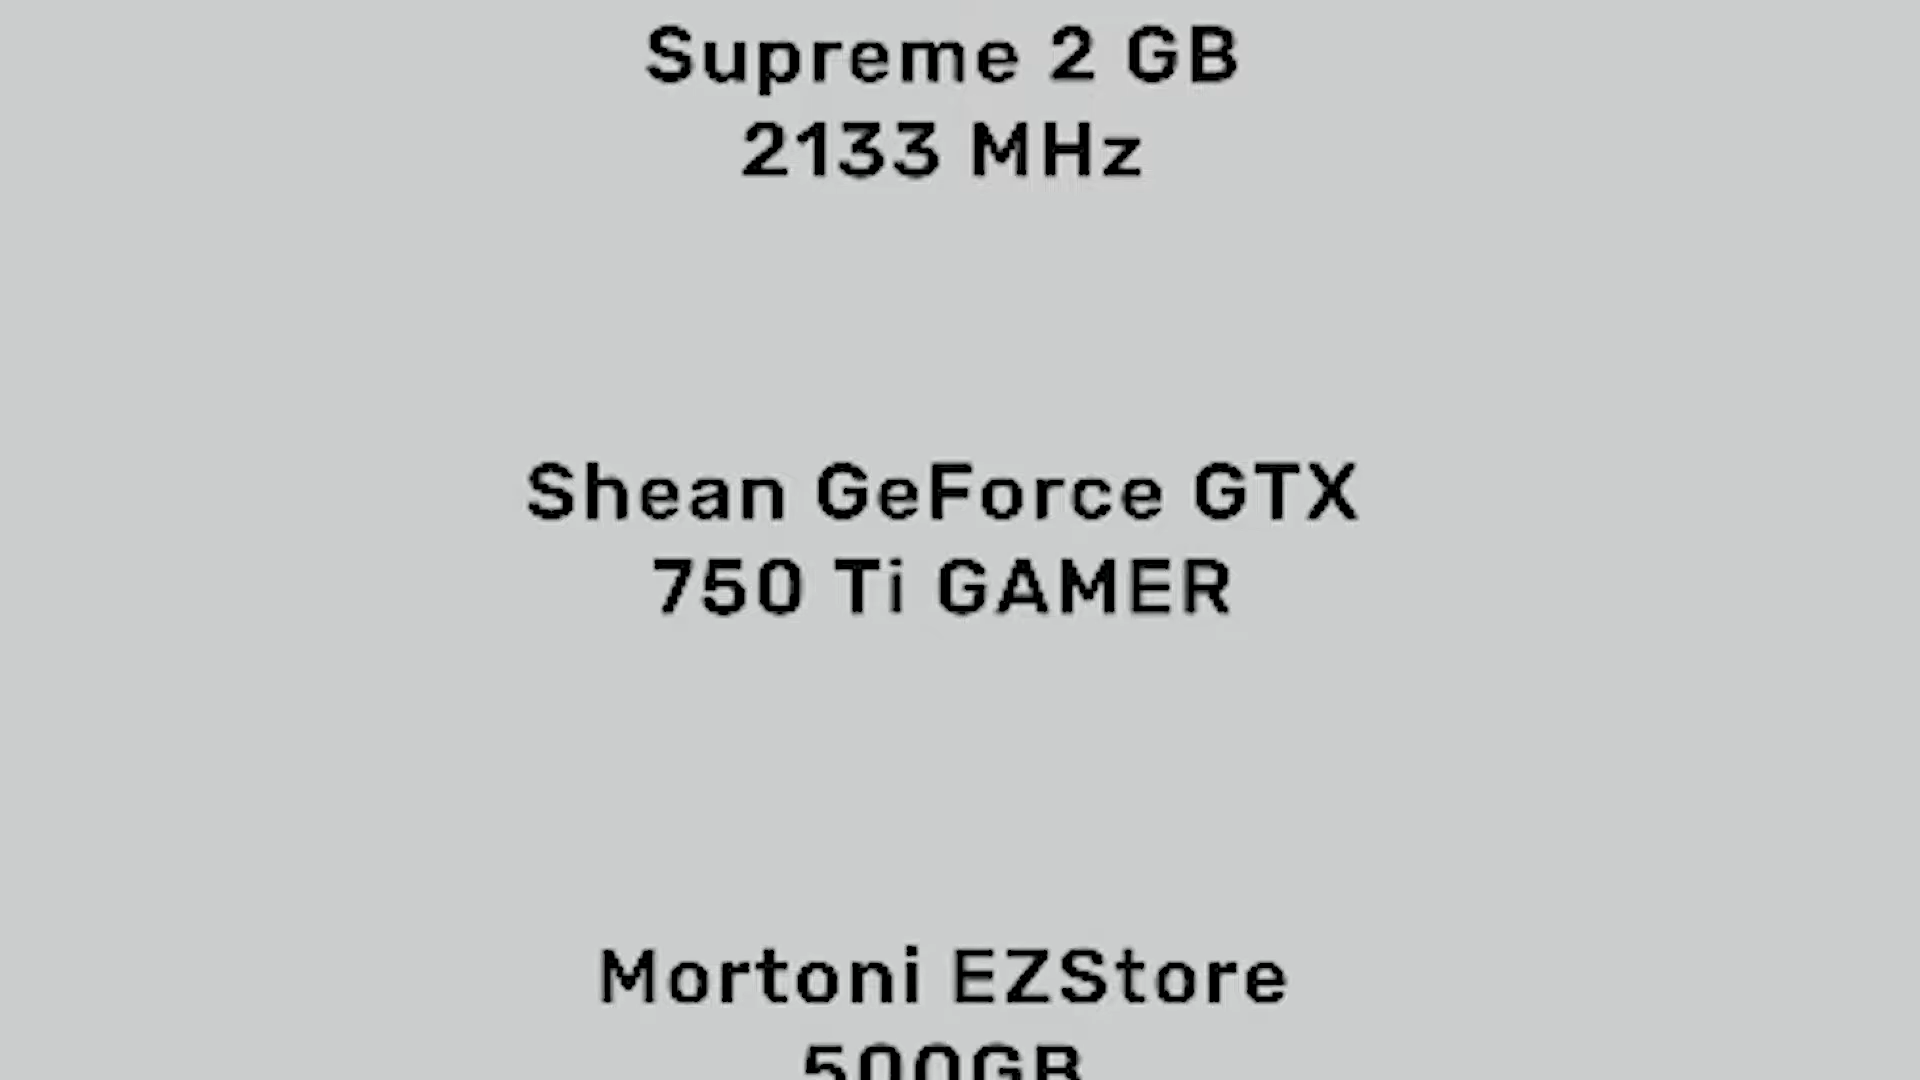 Supreme 2 GB
2133 MHz
Shean GeForce GTX
750 Ti GAMER
Mortoni EZStore
500GB